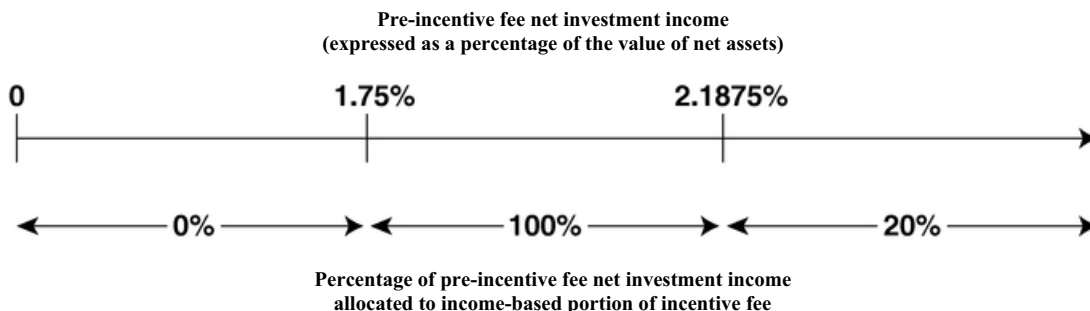 Pre-incentive fee net investment income
(expressed as a percentage of the value of net assets)
0 1.75% 2.1875%
0% 100% 20%
Percentage of pre-incentive fee net investment income
allocated to income-based portion of incentive fee